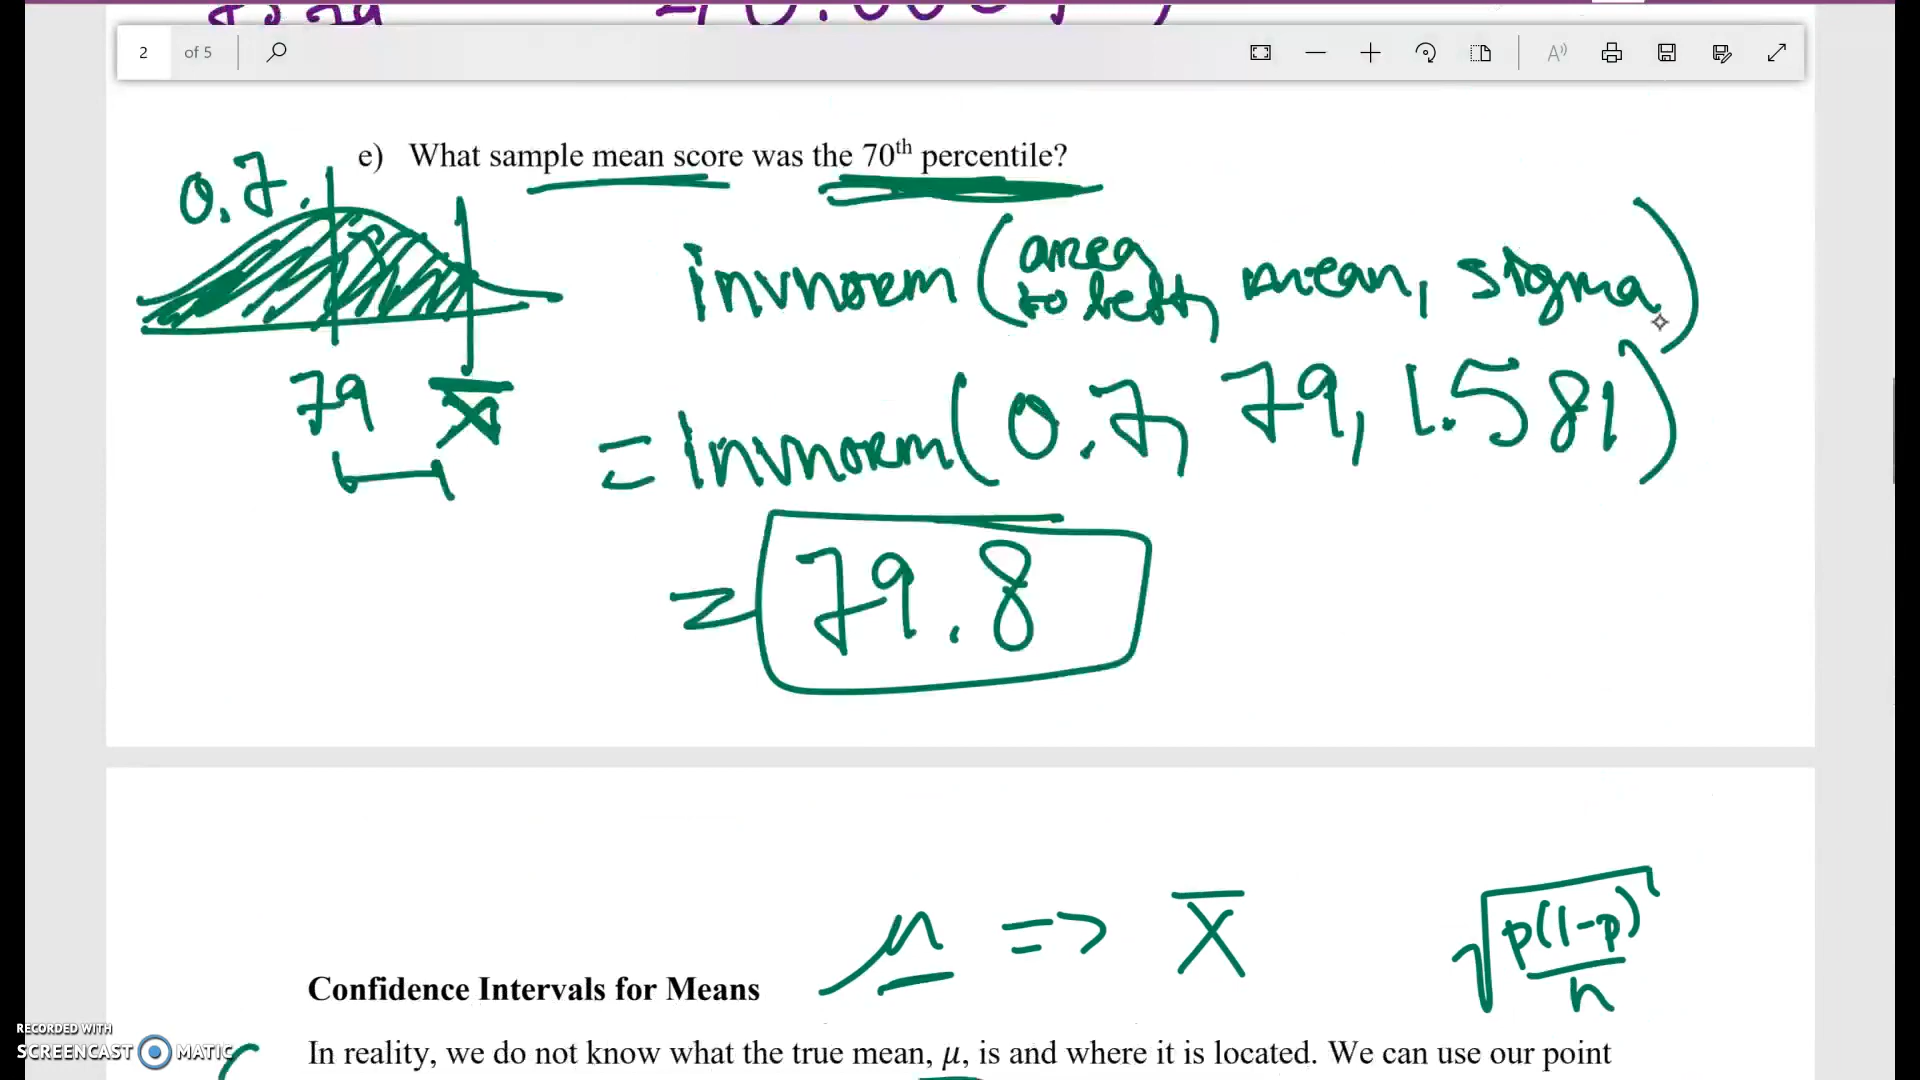 2 of 5
e) What sample mean score was the 70th percentile?
0.7
invnorm (area to left, mean, sigma)
79 X̅
= invnorm (0.7, 79, 1.581)
= 79.8
μ => X̅ √p(1-p)/n
Confidence Intervals for Means
In reality, we do not know what the true mean, μ, is and where it is located. We can use our point
RECORDED WITH
SCREENCAST MATIC